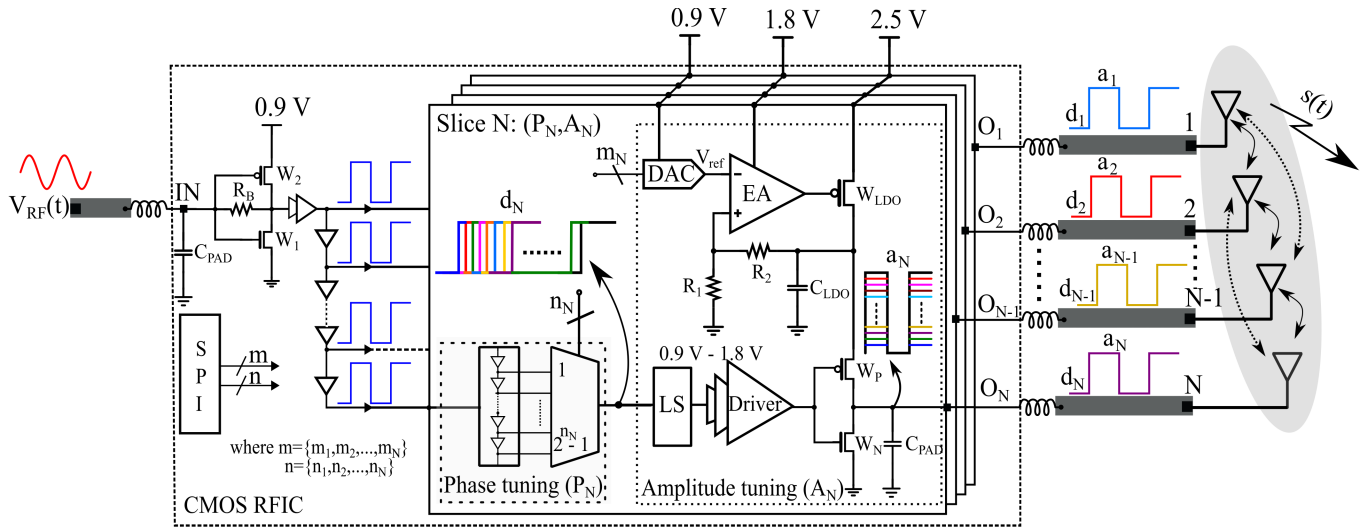 0.9 V
1.8 V
2.5 V
0.9 V
Slice N: (P_N,A_N)
m_N
DAC
V_ref
EA
W_LDO
R_2
R_1
C_LDO
a_N
V_RF(t)
IN
C_PAD
R_B
W_2
W_1
d_N
n_N
1
n_N
2 - 1
Phase tuning (P_N)
0.9 V - 1.8 V
LS
Driver
W_P
W_N
C_PAD
Amplitude tuning (A_N)
SPI
m
n
where m={m_1,m_2,...,m_N}
n={n_1,n_2,...,n_N}
CMOS RFIC
O_1
d_1
a_1
1
O_2
d_2
a_2
2
O_N-1
d_N-1
a_N-1
N-1
O_N
d_N
a_N
N
s(t)